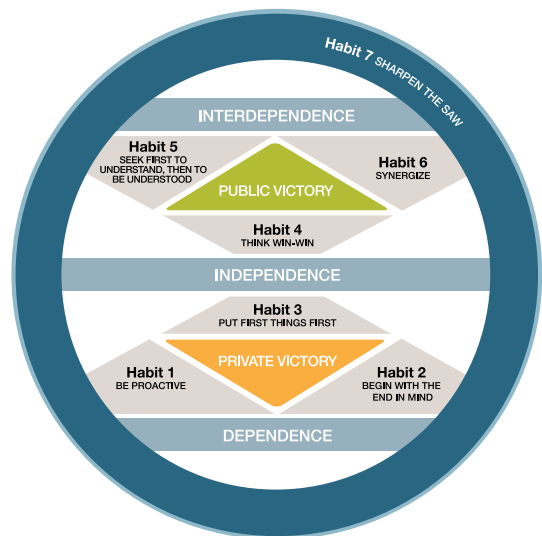 Habit 7 SHARPEN THE SAW
INTERDEPENDENCE
Habit 5
SEEK FIRST TO
UNDERSTAND, THEN TO
BE UNDERSTOOD
Habit 6
SYNERGIZE
PUBLIC VICTORY
Habit 4
THINK WIN-WIN
INDEPENDENCE
Habit 3
PUT FIRST THINGS FIRST
PRIVATE VICTORY
Habit 1
BE PROACTIVE
Habit 2
BEGIN WITH THE
END IN MIND
DEPENDENCE